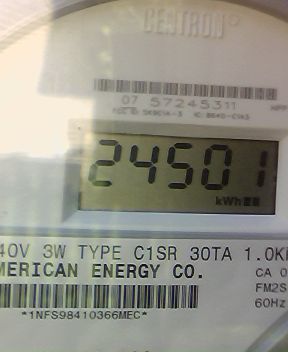 CENTRON®
07 57245311
24501
kWh
40V 3W TYPE C1SR 30TA 1.0K
MERICAN ENERGY CO.
CA 0
FM2S
60Hz
*1NFS98410366MEC*